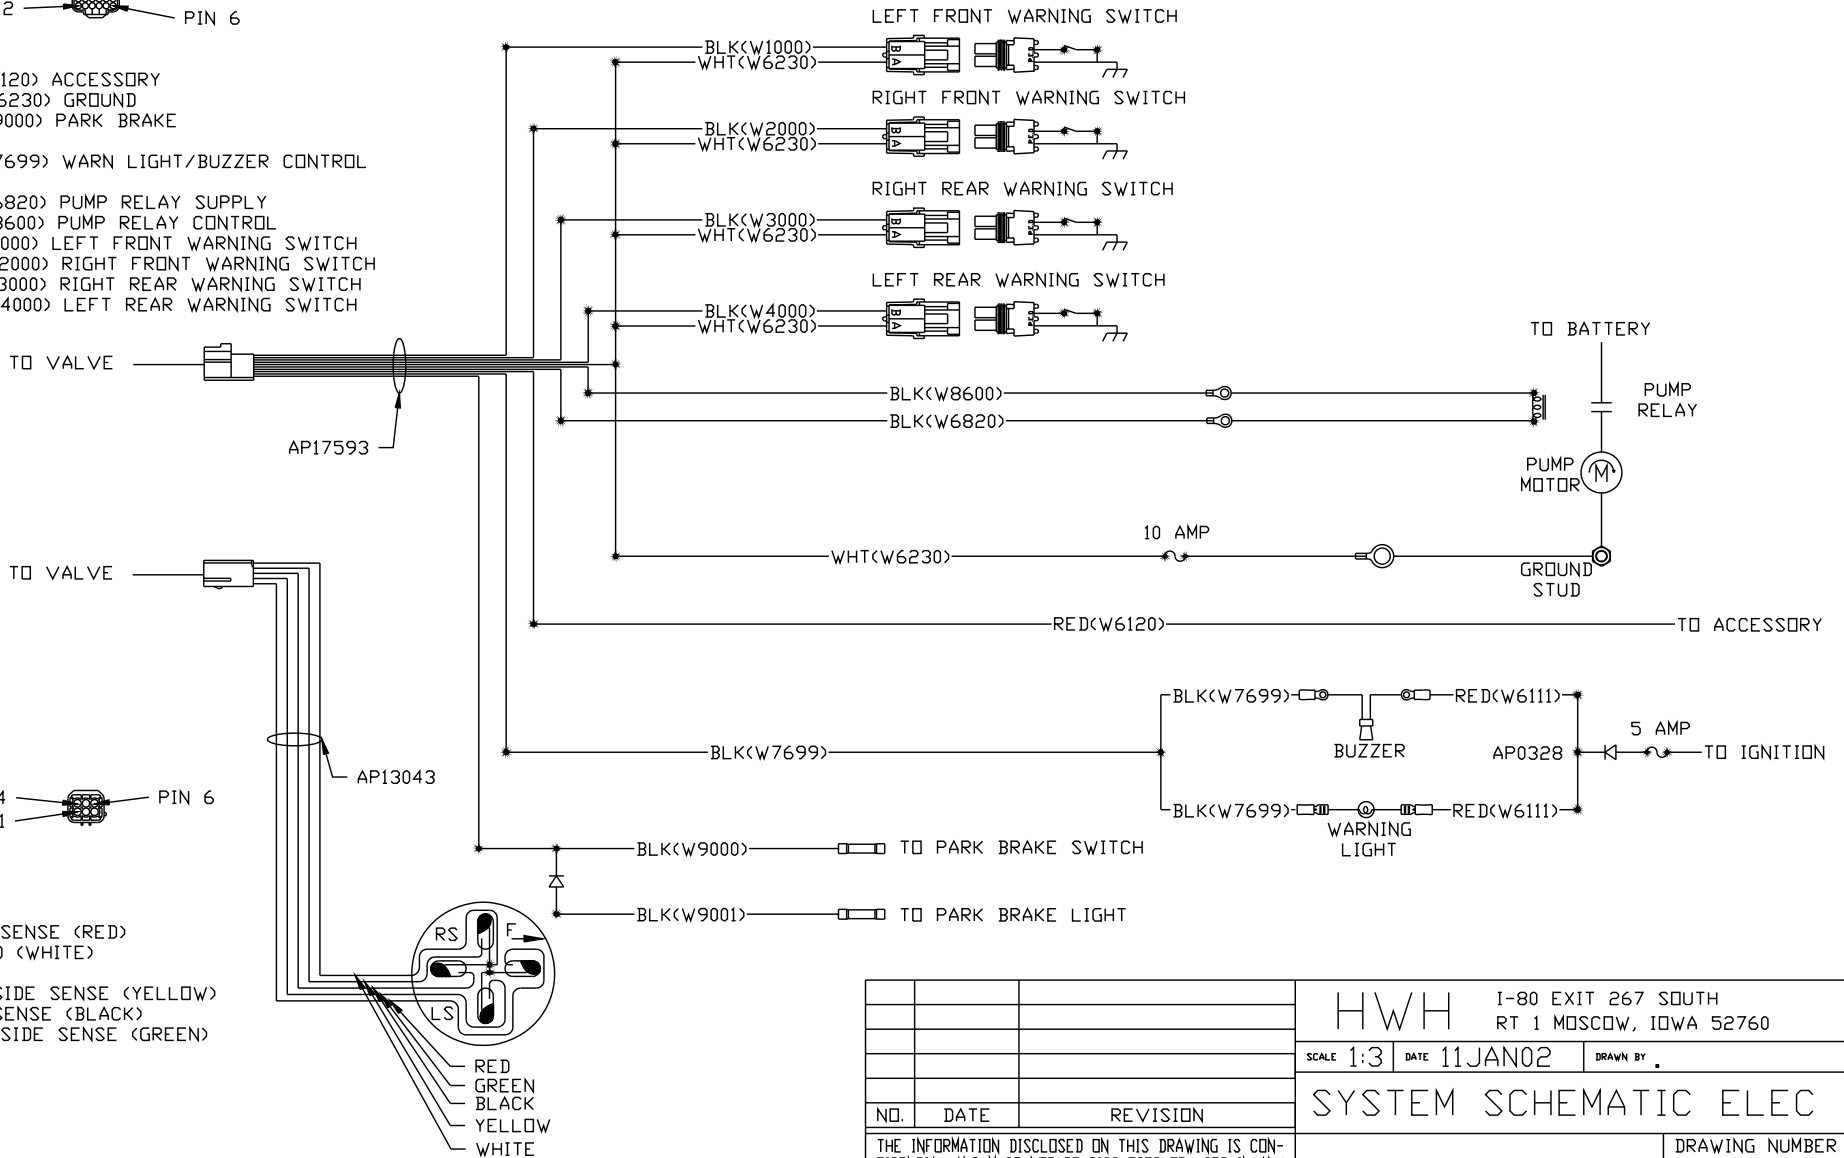 PIN 6
120) ACCESSORY
6230) GROUND
9000) PARK BRAKE
7699) WARN LIGHT/BUZZER CONTROL
6820) PUMP RELAY SUPPLY
8600) PUMP RELAY CONTROL
000) LEFT FRONT WARNING SWITCH
2000) RIGHT FRONT WARNING SWITCH
3000) RIGHT REAR WARNING SWITCH
4000) LEFT REAR WARNING SWITCH
TO VALVE
AP17593
LEFT FRONT WARNING SWITCH
BLK(W1000)
WHT(W6230)
B
A
RIGHT FRONT WARNING SWITCH
BLK(W2000)
WHT(W6230)
B
A
RIGHT REAR WARNING SWITCH
BLK(W3000)
WHT(W6230)
B
A
LEFT REAR WARNING SWITCH
BLK(W4000)
WHT(W6230)
B
A
TO BATTERY
BLK(W8600)
BLK(W6820)
PUMP
RELAY
PUMP
MOTOR
M
10 AMP
WHT(W6230)
GROUND
STUD
RED(W6120)
TO ACCESSORY
TO VALVE
AP13043
4
1
PIN 6
BLK(W7699)
BLK(W7699)
RED(W6111)
BUZZER
AP0328
5 AMP
TO IGNITION
BLK(W7699)
RED(W6111)
WARNING
LIGHT
BLK(W9000)
TO PARK BRAKE SWITCH
BLK(W9001)
TO PARK BRAKE LIGHT
RS
F
LS
SENSE (RED)
(WHITE)
SIDE SENSE (YELLOW)
SENSE (BLACK)
SIDE SENSE (GREEN)
RED
GREEN
BLACK
YELLOW
WHITE
HWH
I-80 EXIT 267 SOUTH
RT 1 MOSCOW, IOWA 52760
SCALE 1:3
DATE 11JAN02
DRAWN BY .
SYSTEM SCHEMATIC ELEC
NO. DATE REVISION
THE INFORMATION DISCLOSED ON THIS DRAWING IS CON-
DRAWING NUMBER